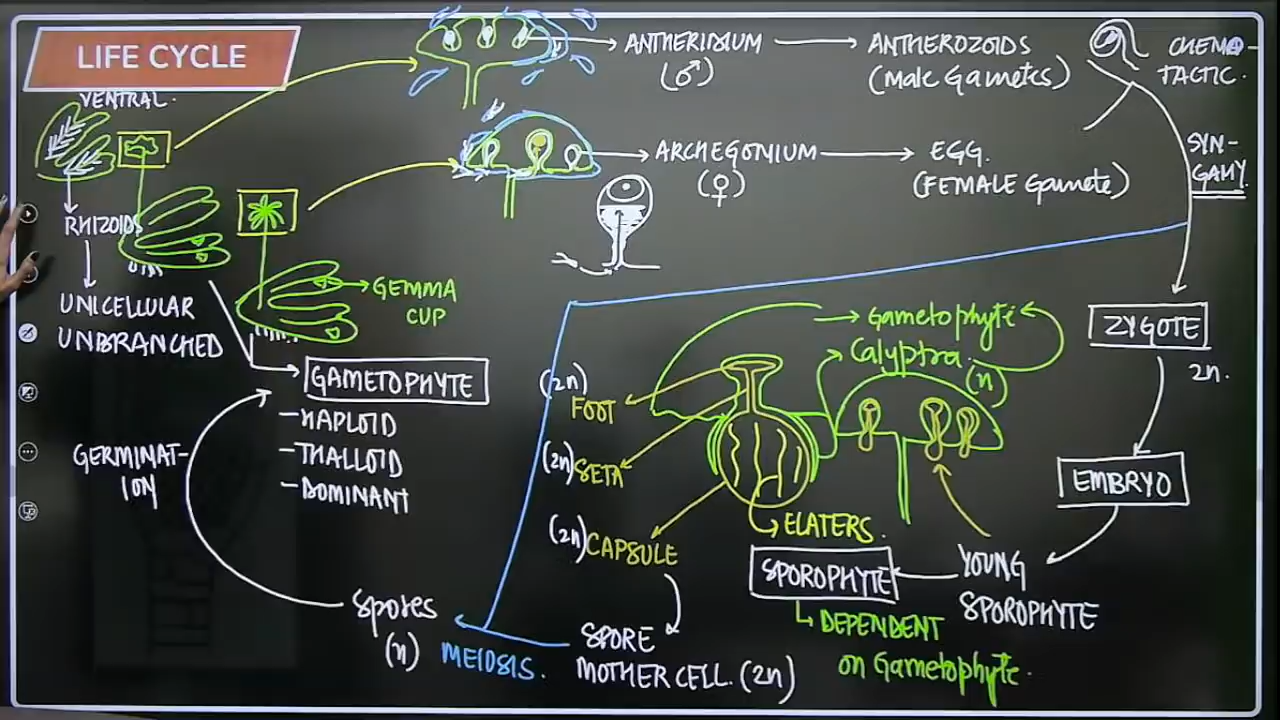 LIFE CYCLE
VENTRAL.
RHIZOIDS
UNICELLULAR
UNBRANCHED
GEMMA
CUP
ANTHERIDIUM
(♂)
ANTHEROZOIDS
(Male Gametes)
CHEMO-
TACTIC.
ARCHEGONIUM
(♀)
EGG.
(FEMALE Gamete)
SYN-
GAMY
ZYGOTE
2n.
EMBRYO
YOUNG
SPOROPHYTE
SPOROPHYTE
DEPENDENT
on Gametophyte.
Gametophyte
Calyptra
(n)
(2n)
FOOT
(2n) SETA
(2n) CAPSULE
ELATERS.
SPORE
MOTHER CELL. (2n)
MEIOSIS.
Spores
(n)
GERMINAT-
ION
GAMETOPHYTE
- HAPLOID
- THALLOID
- DOMINANT